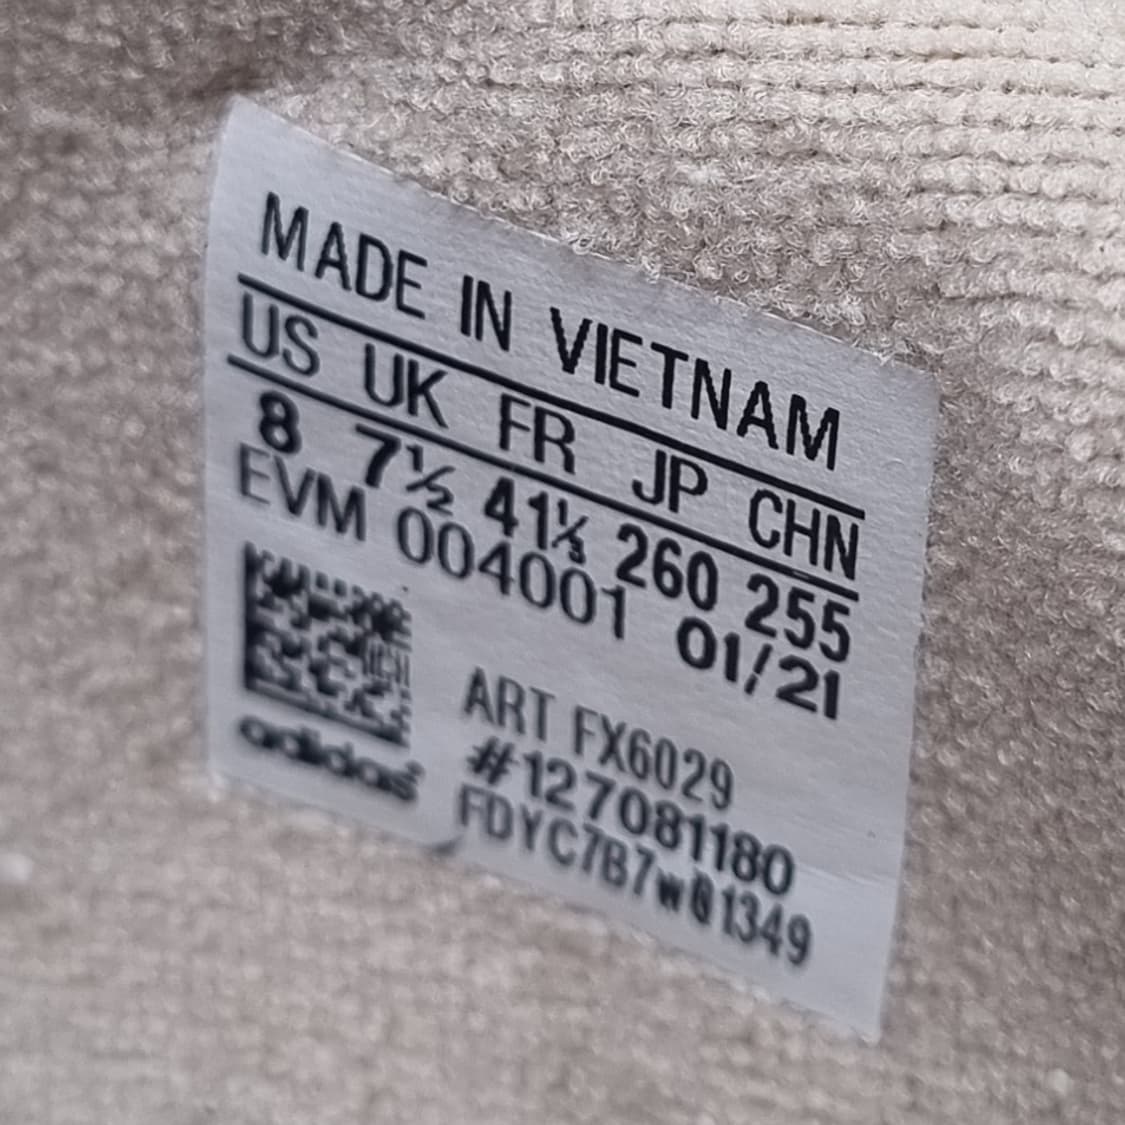 MADE IN VIETNAM
US UK FR JP CHN
8 7½ 41⅓ 260 255
EVM 004001 01/21
ART FX6029
#127081180
FDYC7B7w01349
adidas